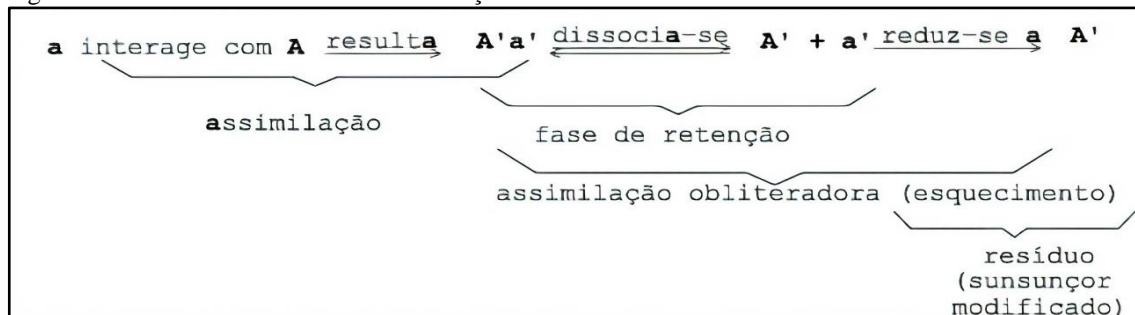 a interage com A resulta A'a' dissocia-se A' + a' reduz-se a A'
assimilação
fase de retenção
assimilação obliteradora (esquecimento)
resíduo
(sunsunçor
modificado)